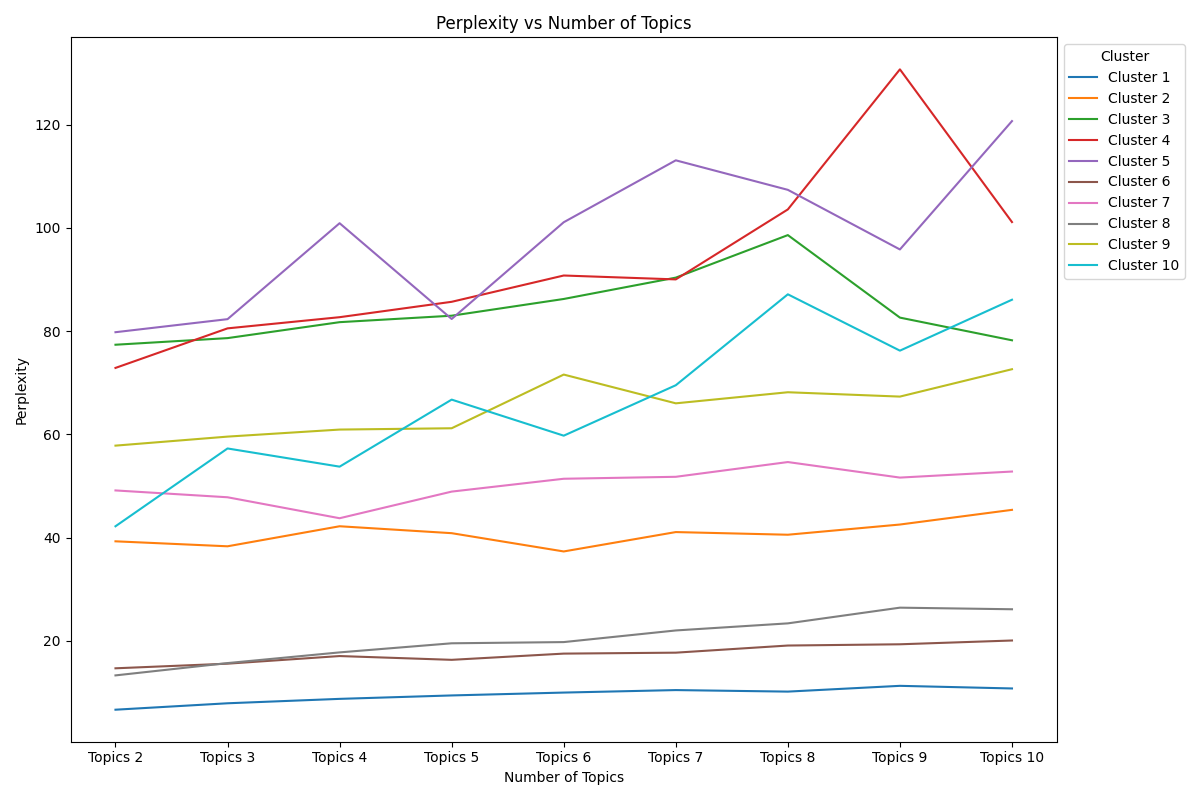 Perplexity vs Number of Topics
Cluster
Cluster 1
Cluster 2
Cluster 3
Cluster 4
Cluster 5
Cluster 6
Cluster 7
Cluster 8
Cluster 9
Cluster 10
Perplexity
120
100
80
60
40
20
Topics 2 Topics 3 Topics 4 Topics 5 Topics 6 Topics 7 Topics 8 Topics 9 Topics 10
Number of Topics